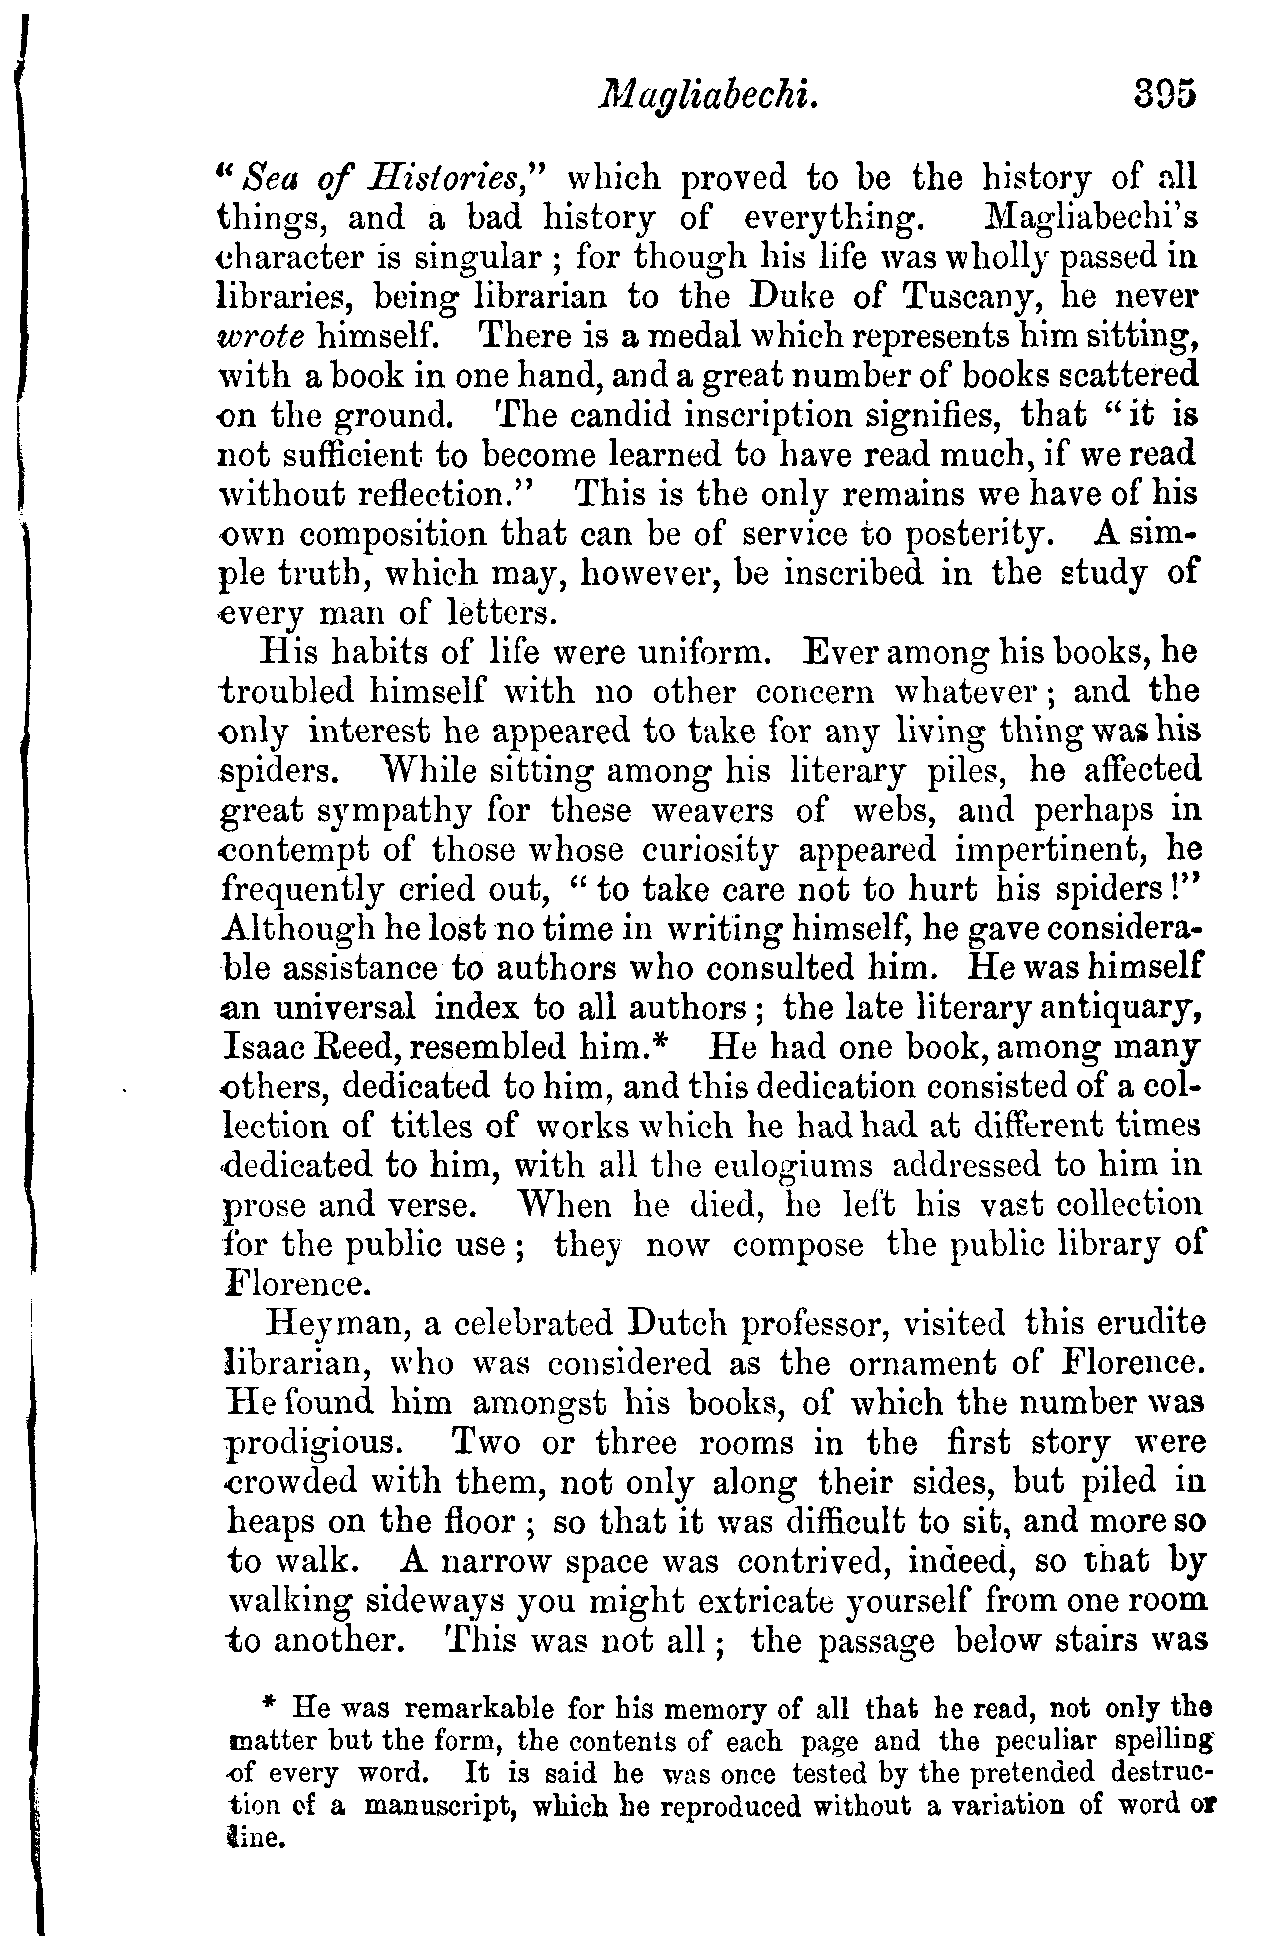 Magliabechi. 395
“Sea of Histories,” which proved to be the history of all
things, and a bad history of everything. Magliabechi's
character is singular ; for though his life was wholly passed in
libraries, being librarian to the Duke of Tuscany, he never
wrote himself. There is a medal which represents him sitting,
with a book in one hand, and a great number of books scattered
on the ground. The candid inscription signifies, that “it is
not sufficient to become learned to have read much, if we read
without reflection.” This is the only remains we have of his
own composition that can be of service to posterity. A sim-
ple truth, which may, however, be inscribed in the study of
every man of letters.
His habits of life were uniform. Ever among his books, he
troubled himself with no other concern whatever ; and the
only interest he appeared to take for any living thing was his
spiders. While sitting among his literary piles, he affected
great sympathy for these weavers of webs, and perhaps in
contempt of those whose curiosity appeared impertinent, he
frequently cried out, “to take care not to hurt his spiders!”
Although he lost no time in writing himself, he gave considera-
ble assistance to authors who consulted him. He was himself
an universal index to all authors ; the late literary antiquary,
Isaac Reed, resembled him.* He had one book, among many
others, dedicated to him, and this dedication consisted of a col-
lection of titles of works which he had had at different times
dedicated to him, with all the eulogiums addressed to him in
prose and verse. When he died, he left his vast collection
for the public use ; they now compose the public library of
Florence.
Heyman, a celebrated Dutch professor, visited this erudite
librarian, who was considered as the ornament of Florence.
He found him amongst his books, of which the number was
prodigious. Two or three rooms in the first story were
crowded with them, not only along their sides, but piled in
heaps on the floor ; so that it was difficult to sit, and more so
to walk. A narrow space was contrived, indeed, so that by
walking sideways you might extricate yourself from one room
to another. This was not all ; the passage below stairs was
* He was remarkable for his memory of all that he read, not only the
matter but the form, the contents of each page and the peculiar spelling
of every word. It is said he was once tested by the pretended destruc-
tion of a manuscript, which he reproduced without a variation of word or
line.